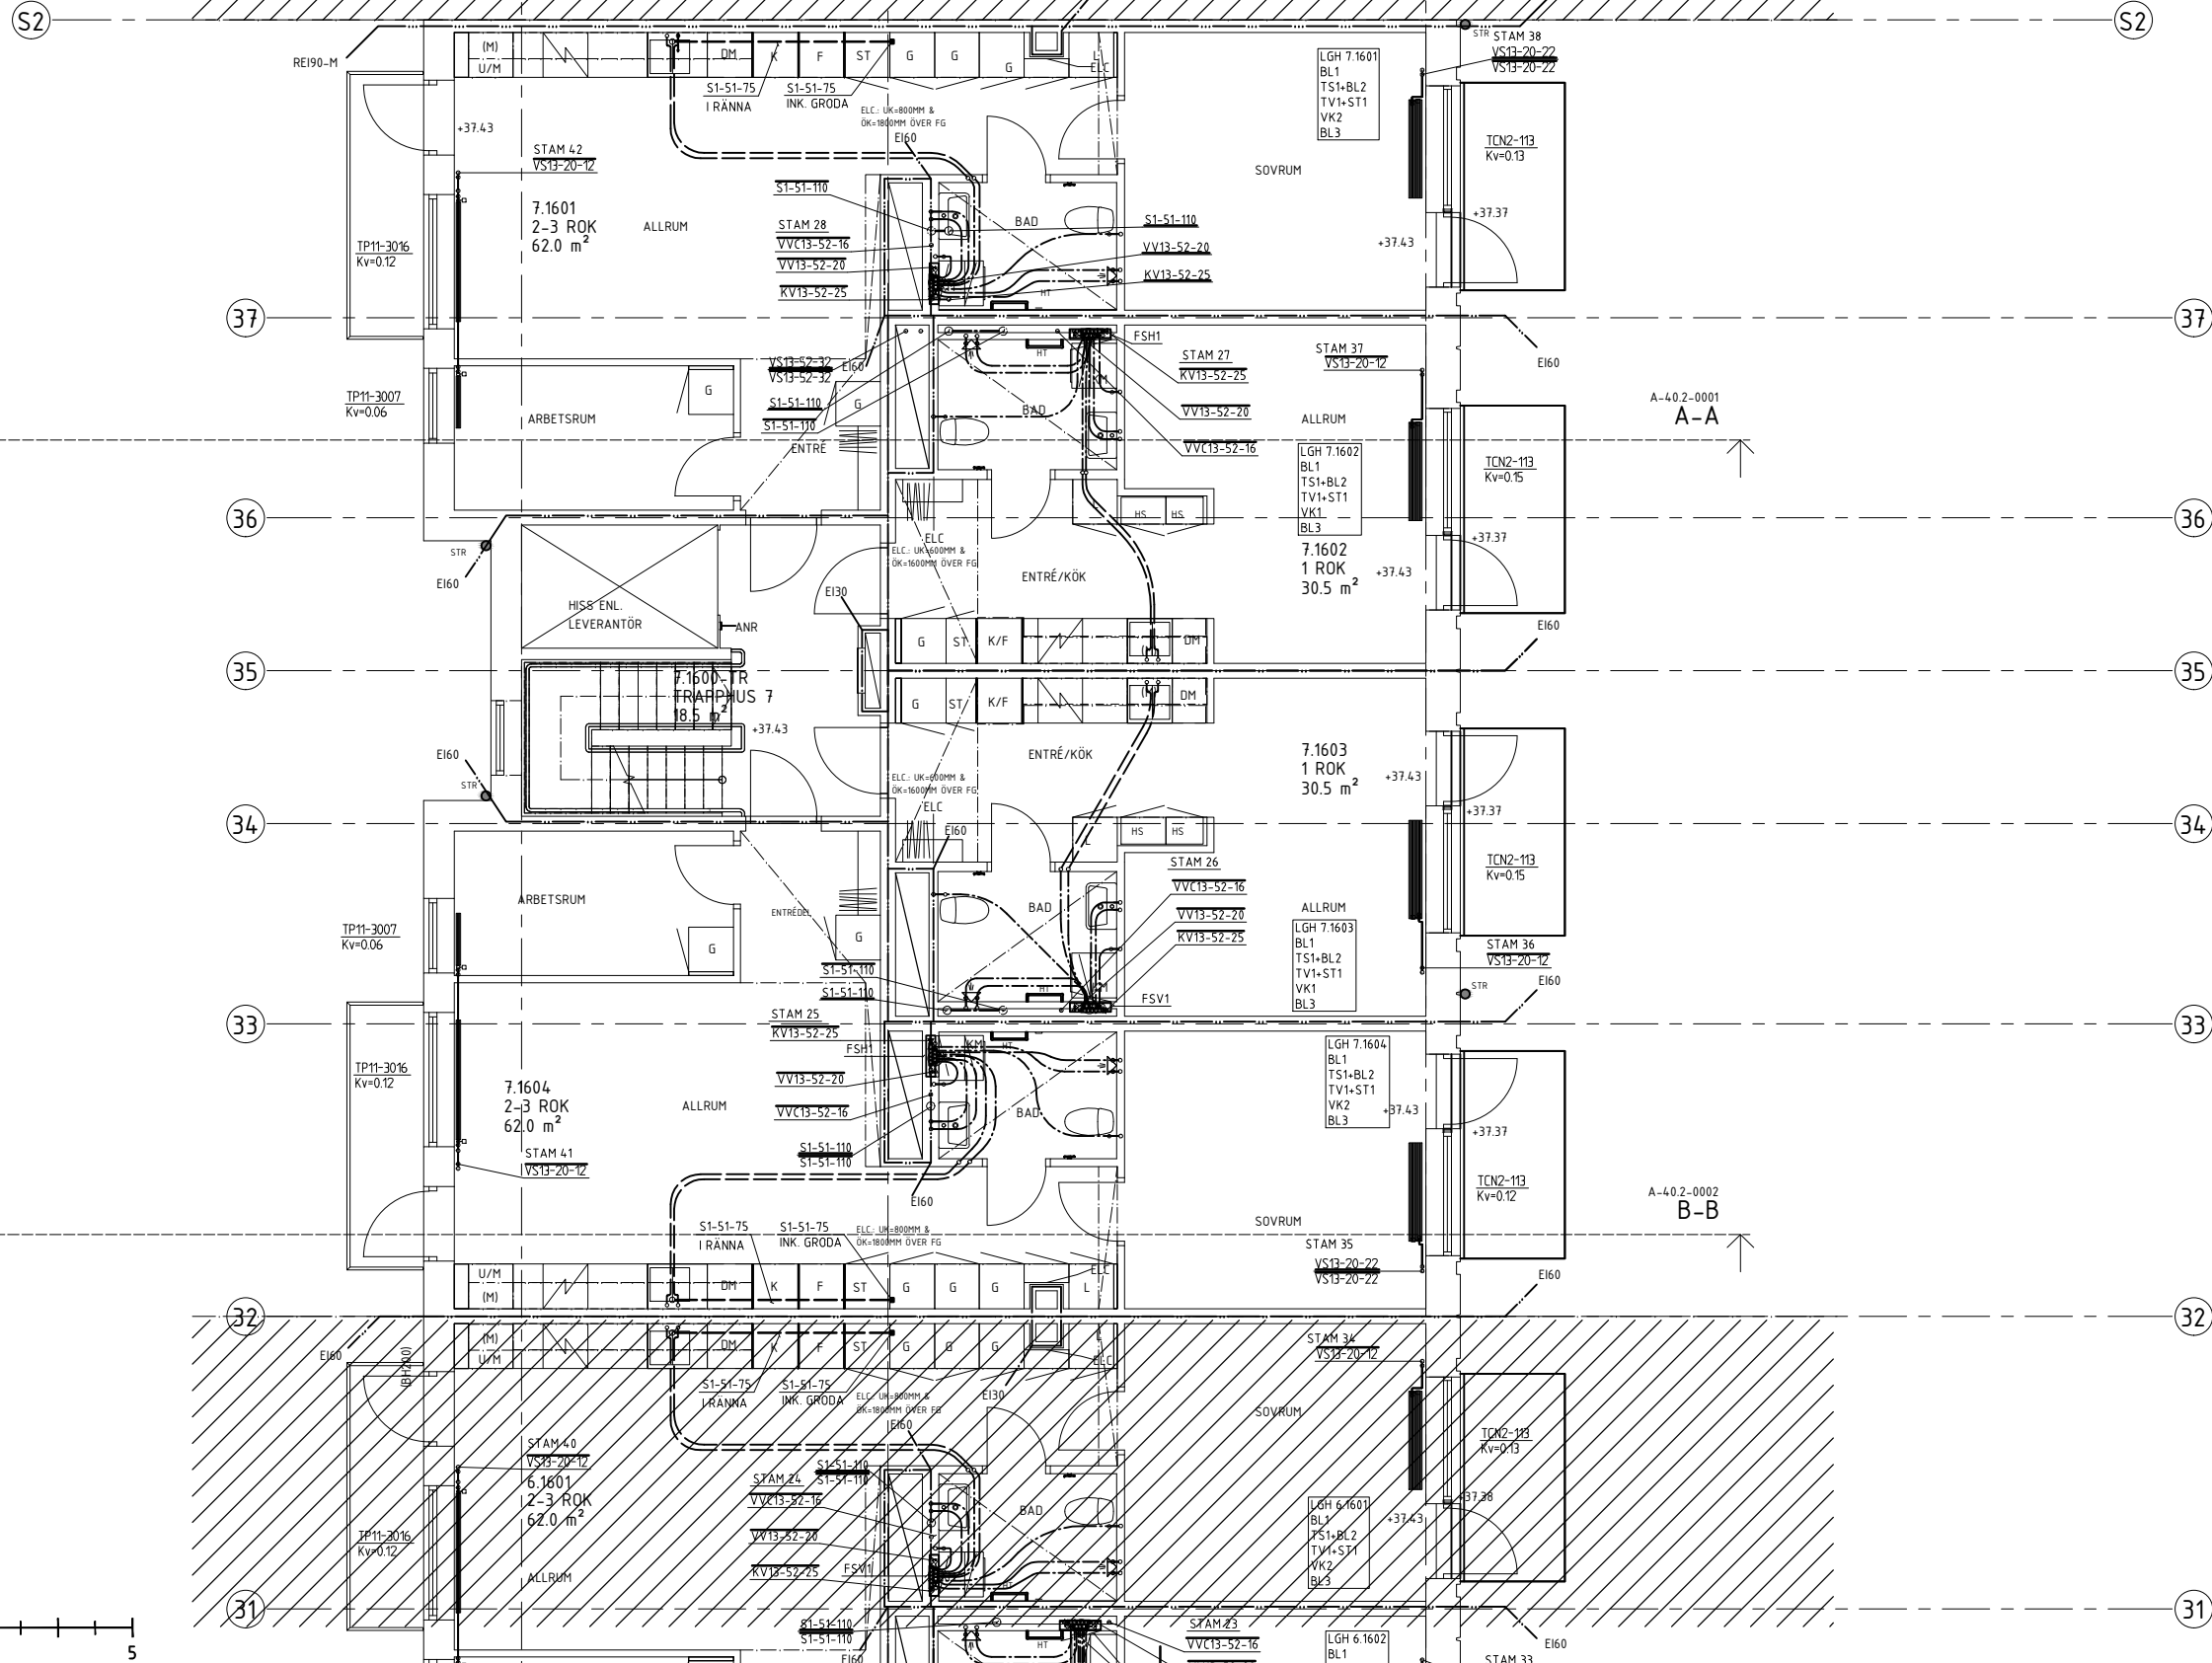 S2
S2
REI90-M
(M)
U/M
DM
K
F
ST
G
G
G
L
ELC
STR
STAM 38
VS13-20-22
VS13-20-22
S1-51-75
I RÄNNA
S1-51-75
INK. GRODA
ELC.: UK=800MM &
ÖK=1800MM ÖVER FG
EI60
LGH 7.1601
BL1
TS1+BL2
TV1+ST1
VK2
BL3
TCN2-113
Kv=0.13
+37.43
STAM 42
VS13-20-12
SOVRUM
S1-51-110
7.1601
2-3 ROK
62.0 m²
ALLRUM
STAM 28
VVC13-52-16
VV13-52-20
KV13-52-25
BAD
S1-51-110
VV13-52-20
KV13-52-25
HT
+37.37
+37.43
TP11-3016
Kv=0.12
37
37
VS13-52-32
VS13-52-32
EI60
S1-51-110
S1-51-110
HT
FSH1
STAM 27
KV13-52-25
VV13-52-20
VVC13-52-16
KM
BAD
STAM 37
VS13-20-12
EI60
TP11-3007
Kv=0.06
ARBETSRUM
G
G
ENTRÉ
ALLRUM
A-40.2-0001
A-A
LGH 7.1602
BL1
TS1+BL2
TV1+ST1
VK1
BL3
TCN2-113
Kv=0.15
36
36
STR
EI60
HS
HS
ELC
ELC.: UK=600MM &
ÖK=1600MM ÖVER FG
+37.37
7.1602
1 ROK
30.5 m²
+37.43
ENTRÉ/KÖK
HISS ENL.
LEVERANTÖR
ANR
EI30
G
ST
K/F
(M)
DM
EI60
35
35
7.1600-TR
TRAPPHUS 7
18.5 m²
+37.43
G
ST
K/F
(M)
DM
EI60
STR
ENTRÉ/KÖK
ELC.: UK=600MM &
ÖK=1600MM ÖVER FG
ELC
7.1603
1 ROK
30.5 m²
+37.43
+37.37
34
34
EI60
HS
HS
L
STAM 26
VVC13-52-16
VV13-52-20
KV13-52-25
TCN2-113
Kv=0.15
ARBETSRUM
ENTRÉDEL
BAD
ALLRUM
TP11-3007
Kv=0.06
G
G
LGH 7.1603
BL1
TS1+BL2
TV1+ST1
VK1
BL3
STAM 36
VS13-20-12
S1-51-110
S1-51-110
HT
KM
FSV1
STR
EI60
33
33
STAM 25
KV13-52-25
FSH1
VV13-52-20
VVC13-52-16
S1-51-110
S1-51-110
KM
HT
BAD
LGH 7.1604
BL1
TS1+BL2
TV1+ST1
VK2
BL3
+37.43
+37.37
TP11-3016
Kv=0.12
7.1604
2-3 ROK
62.0 m²
ALLRUM
STAM 41
VS13-20-12
EI60
TCN2-113
Kv=0.12
A-40.2-0002
B-B
S1-51-75
I RÄNNA
S1-51-75
INK. GRODA
ELC.: UK=800MM &
ÖK=1800MM ÖVER FG
SOVRUM
STAM 35
VS13-20-22
VS13-20-22
EI60
U/M
(M)
DM
K
F
ST
G
G
G
L
ELC
32
32
EI60
(BH1200)
(M)
U/M
DM
K
F
ST
G
G
G
L
ELC
STAM 34
VS13-20-12
S1-51-75
I RÄNNA
S1-51-75
INK. GRODA
ELC.: UK=800MM &
ÖK=1800MM ÖVER FG
EI30
EI60
SOVRUM
TCN2-113
Kv=0.13
STAM 40
VS13-20-12
6.1601
2-3 ROK
62.0 m²
STAM 24
VVC13-52-16
VV13-52-20
KV13-52-25
S1-51-110
S1-51-110
FSV1
BAD
HT
LGH 6.1601
BL1
TS1+BL2
TV1+ST1
VK2
BL3
+37.43
+37.38
TP11-3016
Kv=0.12
ALLRUM
31
31
5
S1-51-110
S1-51-110
EI60
HT
STAM 23
VVC13-52-16
LGH 6.1602
BL1
EI60
STAM 33